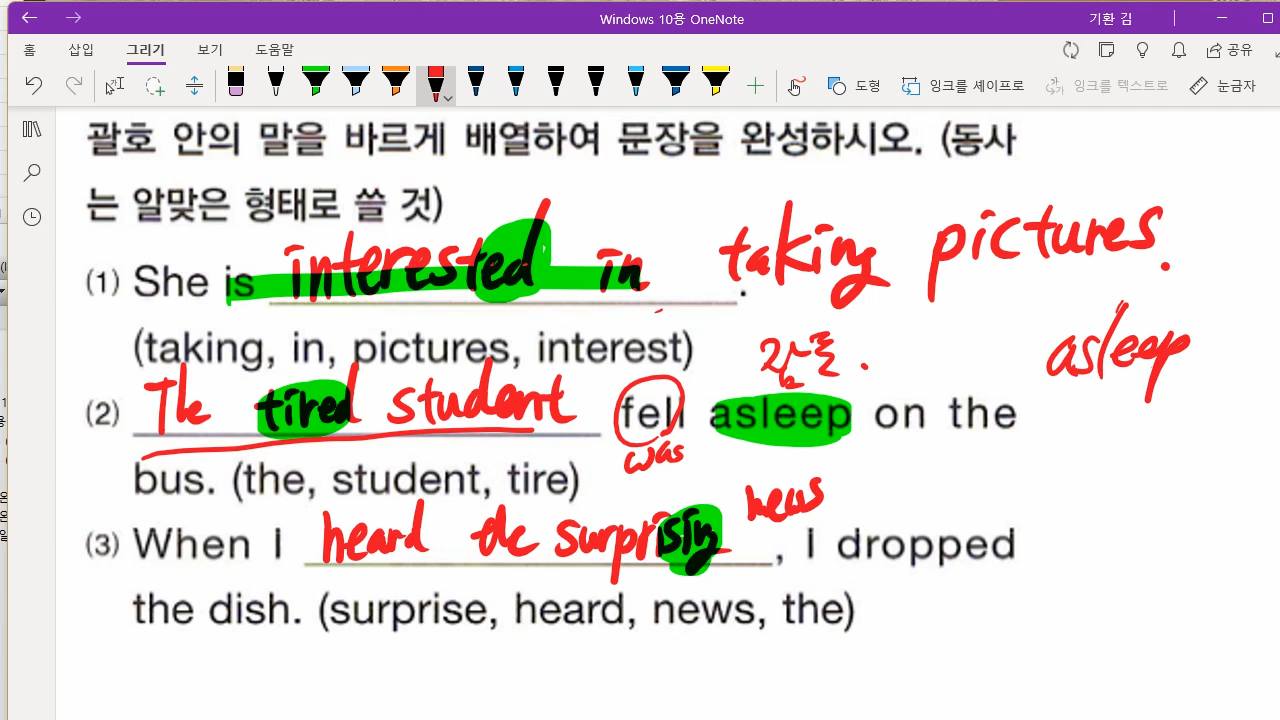 Windows 10용 OneNote
기환 김
홈 삽입 그리기 보기 도움말 공유
도형 잉크를 셰이프로 잉크를 텍스트로 눈금자
괄호 안의 말을 바르게 배열하여 문장을 완성하시오. (동사
는 알맞은 형태로 쓸 것)
(1) She is interested in taking pictures.
(taking, in, pictures, interest)
잠든. asleep
(2) The tired student fell asleep on the
was
bus. (the, student, tire)
(3) When I heard the surprising news, I dropped
the dish. (surprise, heard, news, the)